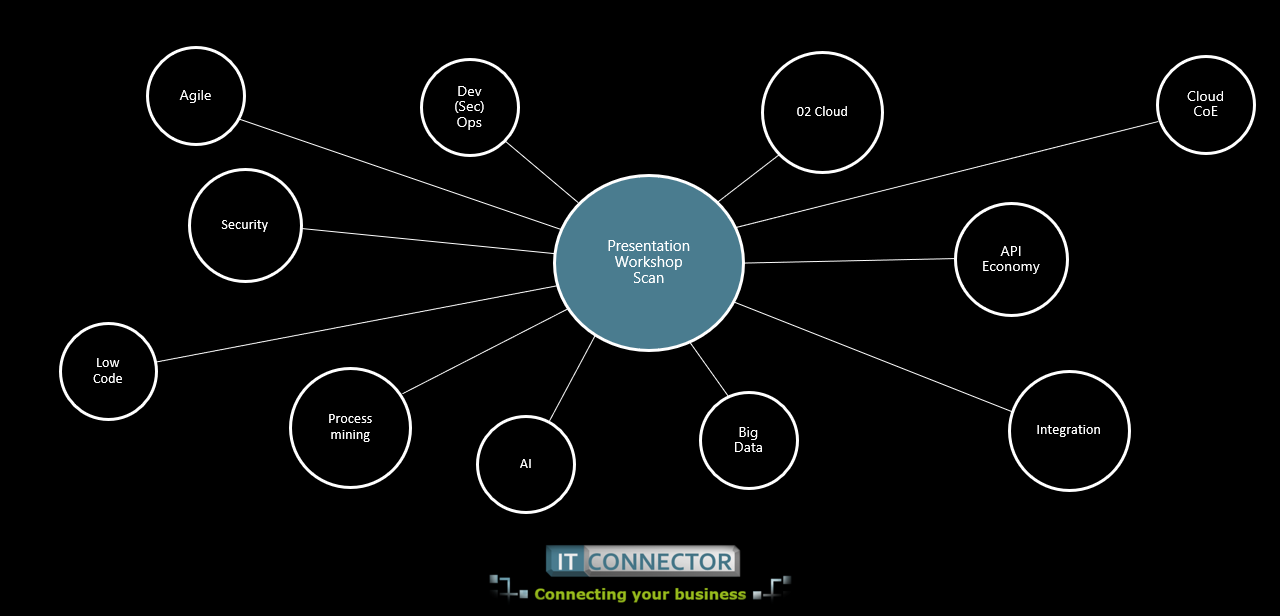 Agile
Dev
(Sec)
Ops
02 Cloud
Cloud
CoE
Security
Presentation
Workshop
Scan
API
Economy
Low
Code
Process
mining
AI
Big
Data
Integration
IT CONNECTOR
Connecting your business